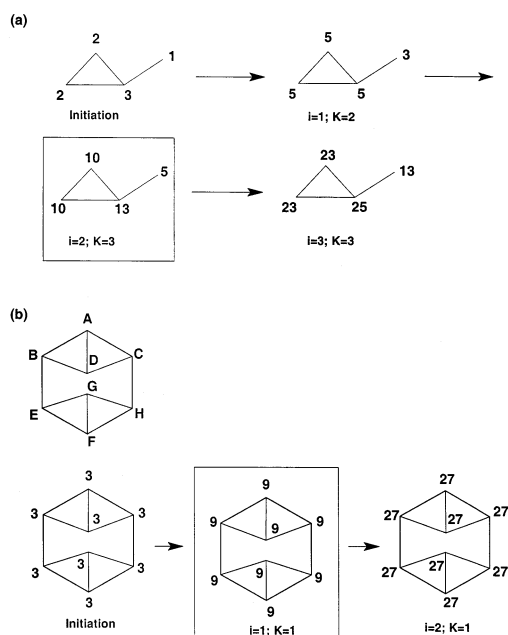 (a)
2
1
2 3
Initiation
5
3
5 5
i=1; K=2
10
5
10 13
i=2; K=3
23
13
23 25
i=3; K=3
(b)
A
B D C
G
E H
F
3
3 3 3
3 3 3
3
Initiation
9
9 9 9
9 9 9
9
i=1; K=1
27
27 27 27
27 27 27
27
i=2; K=1